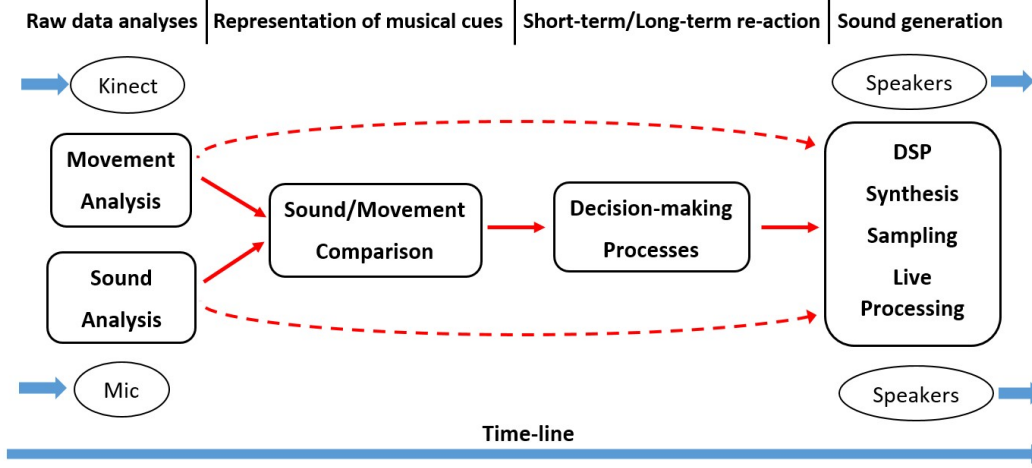 Raw data analyses
Representation of musical cues
Short-term/Long-term re-action
Sound generation
Kinect
Speakers
Movement
Analysis
Sound/Movement
Comparison
Decision-making
Processes
DSP
Synthesis
Sampling
Live
Processing
Sound
Analysis
Mic
Speakers
Time-line